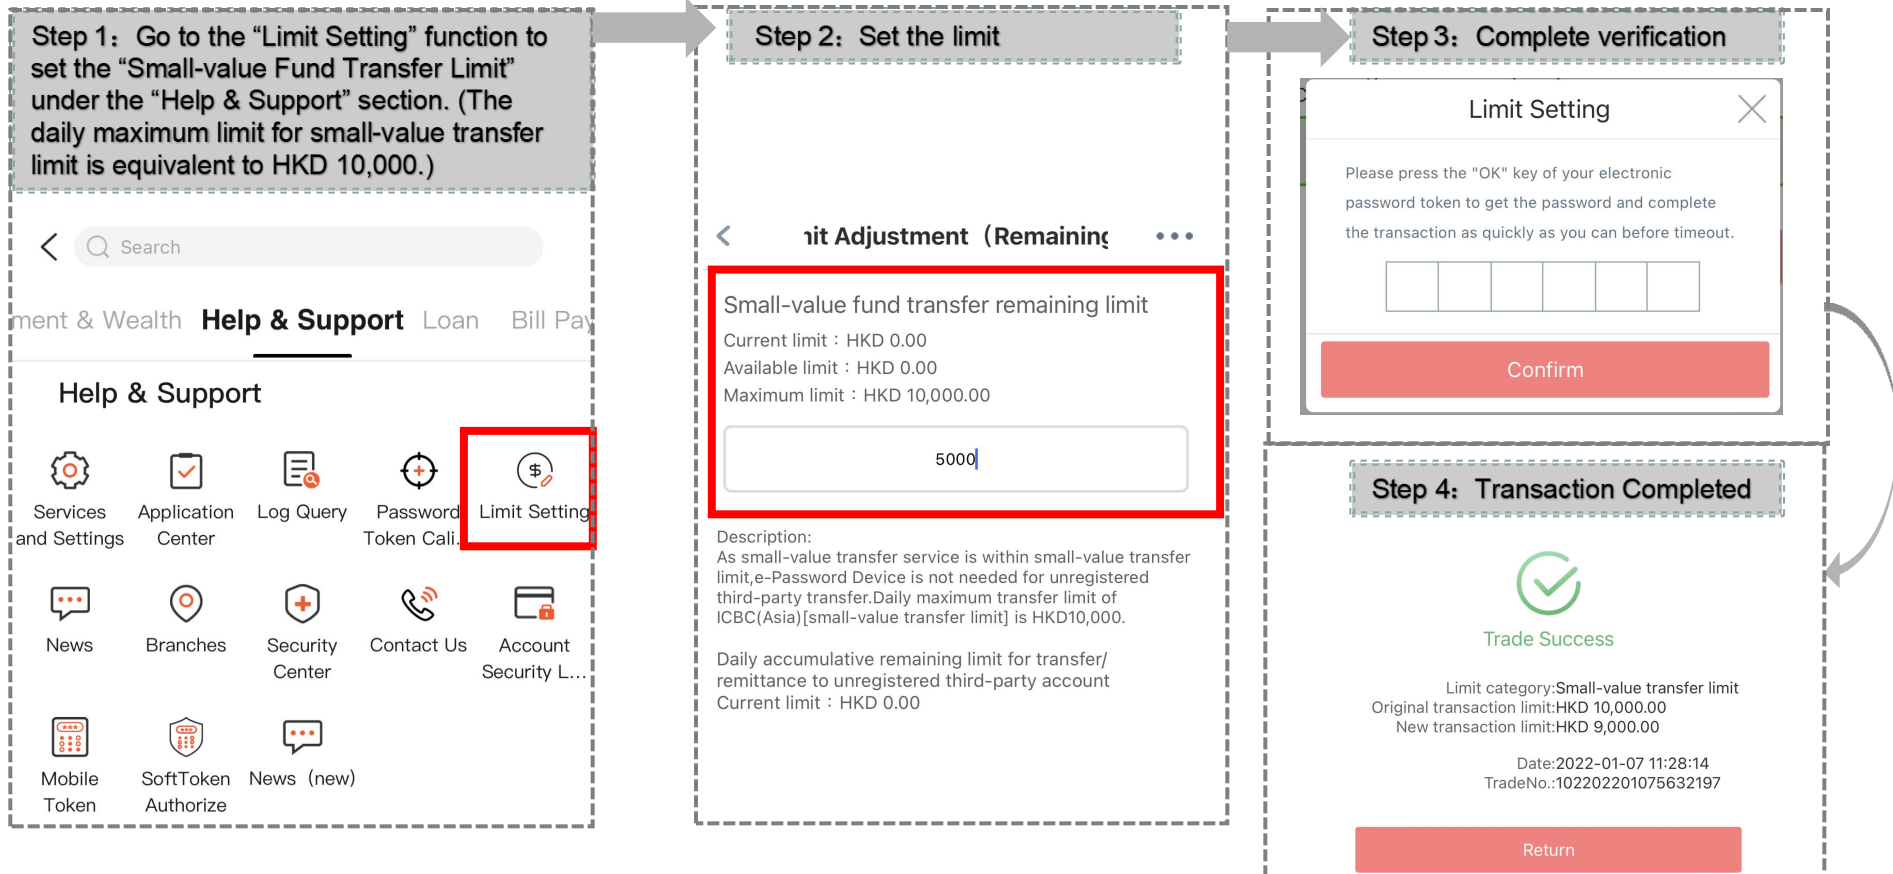 Step 1：Go to the “Limit Setting” function to
set the “Small-value Fund Transfer Limit”
under the “Help & Support” section. (The
daily maximum limit for small-value transfer
limit is equivalent to HKD 10,000.)
Search
ment & Wealth Help & Support Loan Bill Pay
Help & Support
Services
and Settings
Application
Center
Log Query
Password
Token Cali...
Limit Setting
News
Branches
Security
Center
Contact Us
Account
Security L...
Mobile
Token
SoftToken
Authorize
News（new）
Step 2：Set the limit
nit Adjustment（Remaining
Small-value fund transfer remaining limit
Current limit：HKD 0.00
Available limit：HKD 0.00
Maximum limit：HKD 10,000.00
5000
Description:
As small-value transfer service is within small-value transfer
limit,e-Password Device is not needed for unregistered
third-party transfer.Daily maximum transfer limit of
ICBC(Asia)[small-value transfer limit] is HKD10,000.
Daily accumulative remaining limit for transfer/
remittance to unregistered third-party account
Current limit：HKD 0.00
Step 3：Complete verification
Limit Setting
Please press the "OK" key of your electronic
password token to get the password and complete
the transaction as quickly as you can before timeout.
Confirm
Step 4：Transaction Completed
Trade Success
Limit category:Small-value transfer limit
Original transaction limit:HKD 10,000.00
New transaction limit:HKD 9,000.00
Date:2022-01-07 11:28:14
TradeNo.:102202201075632197
Return